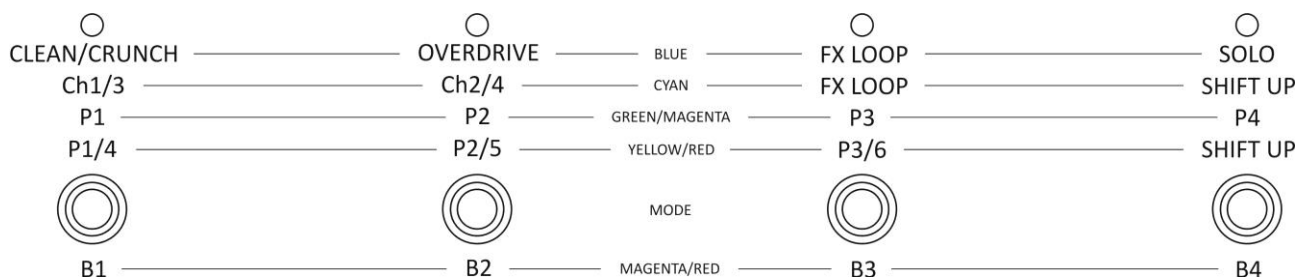 CLEAN/CRUNCH OVERDRIVE BLUE FX LOOP SOLO
Ch1/3 Ch2/4 CYAN FX LOOP SHIFT UP
P1 P2 GREEN/MAGENTA P3 P4
P1/4 P2/5 YELLOW/RED P3/6 SHIFT UP
MODE
B1 B2 MAGENTA/RED B3 B4